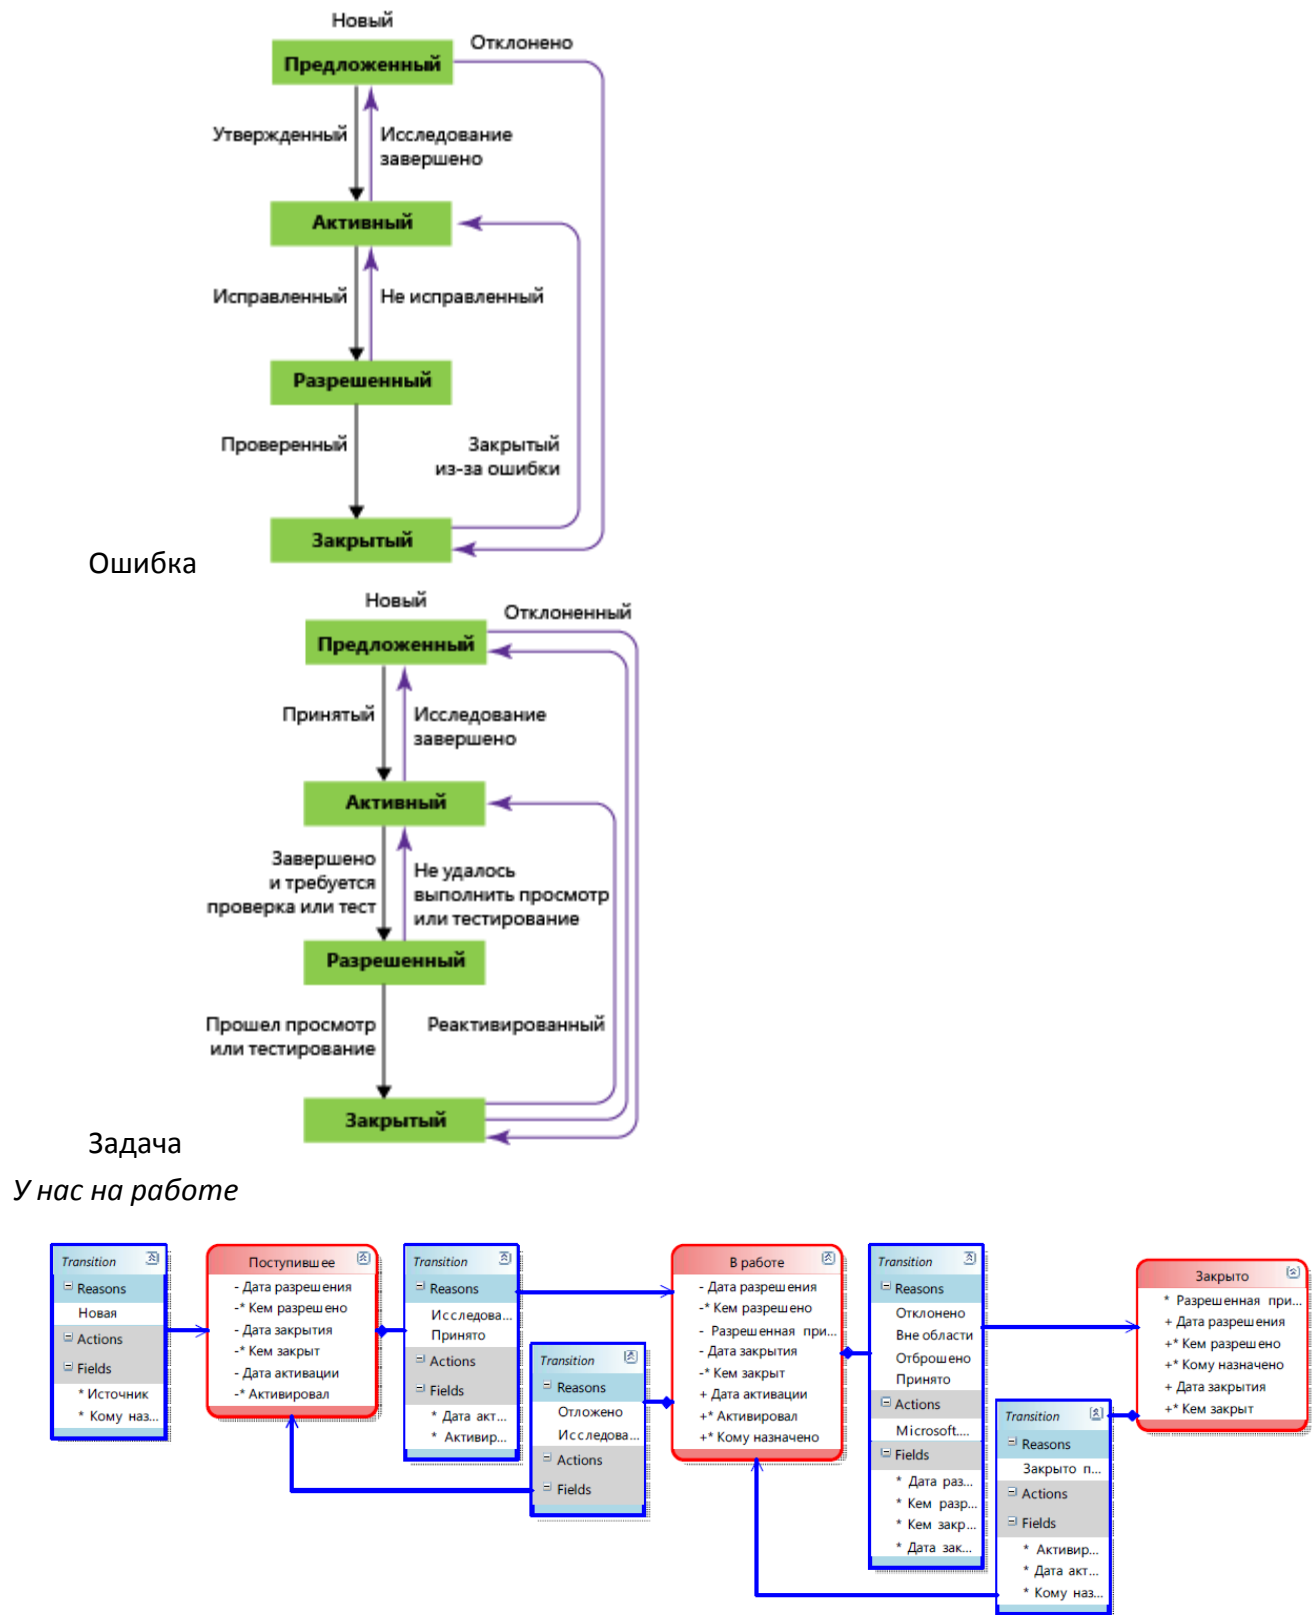 Новый
Отклонено
Предложенный
Утвержденный
Исследование
завершено
Активный
Исправленный
Не исправленный
Разрешенный
Проверенный
Закрытый
из-за ошибки
Закрытый
Ошибка
Новый
Отклоненный
Предложенный
Принятый
Исследование
завершено
Активный
Завершено
и требуется
проверка или тест
Не удалось
выполнить просмотр
или тестирование
Разрешенный
Прошел просмотр
или тестирование
Реактивированный
Закрытый
Задача
У нас на работе
Transition
Reasons
Новая
Actions
Fields
* Источник
* Кому наз...
Поступившее
- Дата разрешения
-* Кем разрешено
- Дата закрытия
-* Кем закрыт
- Дата активации
-* Активировал
Transition
Reasons
Исследова...
Принято
Actions
Fields
* Дата акт...
* Активир...
Transition
Reasons
Отложено
Исследова...
Actions
Fields
В работе
- Дата разрешения
-* Кем разрешено
- Разрешенная при...
- Дата закрытия
-* Кем закрыт
+ Дата активации
+* Активировал
+* Кому назначено
Transition
Reasons
Отклонено
Вне области
Отброшено
Принято
Actions
Microsoft....
Fields
* Дата раз...
* Кем разр...
* Кем закр...
* Дата зак...
Transition
Reasons
Закрыто п...
Actions
Fields
* Активир...
* Дата акт...
* Кому наз...
Закрыто
* Разрешенная при...
+ Дата разрешения
+* Кем разрешено
+* Кому назначено
+ Дата закрытия
+* Кем закрыт